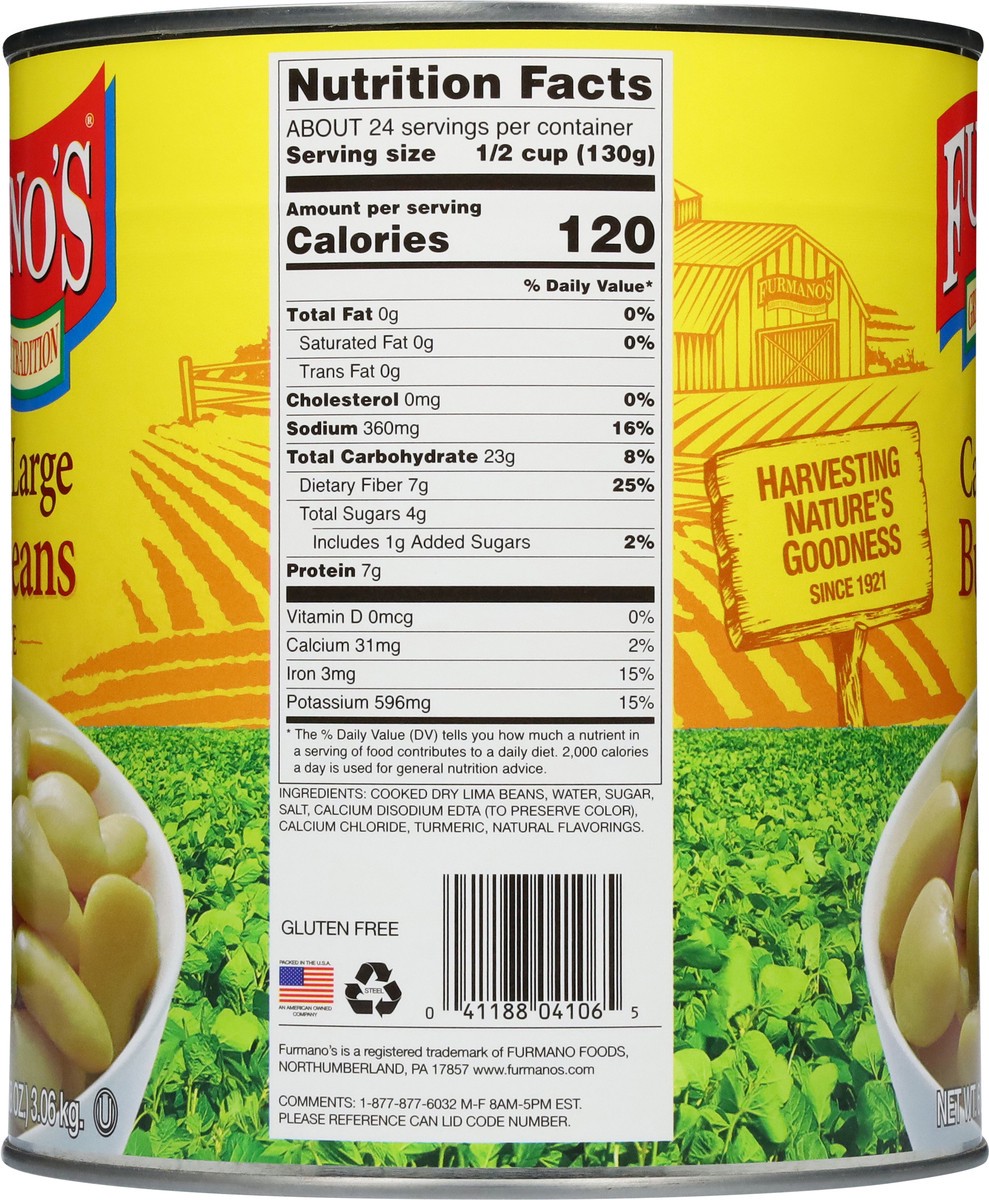 NO'S
®
TRADITION
Large
eans
OZ.) 3.06 kg.
U
Nutrition Facts
ABOUT 24 servings per container
Serving size 1/2 cup (130g)
Amount per serving
Calories 120
% Daily Value*
Total Fat 0g 0%
Saturated Fat 0g 0%
Trans Fat 0g
Cholesterol 0mg 0%
Sodium 360mg 16%
Total Carbohydrate 23g 8%
Dietary Fiber 7g 25%
Total Sugars 4g
Includes 1g Added Sugars 2%
Protein 7g
Vitamin D 0mcg 0%
Calcium 31mg 2%
Iron 3mg 15%
Potassium 596mg 15%
* The % Daily Value (DV) tells you how much a nutrient in
a serving of food contributes to a daily diet. 2,000 calories
a day is used for general nutrition advice.
INGREDIENTS: COOKED DRY LIMA BEANS, WATER, SUGAR,
SALT, CALCIUM DISODIUM EDTA (TO PRESERVE COLOR),
CALCIUM CHLORIDE, TURMERIC, NATURAL FLAVORINGS.
GLUTEN FREE
PACKED IN THE U.S.A.
AN AMERICAN OWNED
COMPANY
STEEL
0 41188 04106 5
Furmano's is a registered trademark of FURMANO FOODS,
NORTHUMBERLAND, PA 17857 www.furmanos.com
COMMENTS: 1-877-877-6032 M-F 8AM-5PM EST.
PLEASE REFERENCE CAN LID CODE NUMBER.
FURMANO'S
HARVESTING
NATURE'S
GOODNESS
SINCE 1921
FU
Ca
Bu
NET WT.